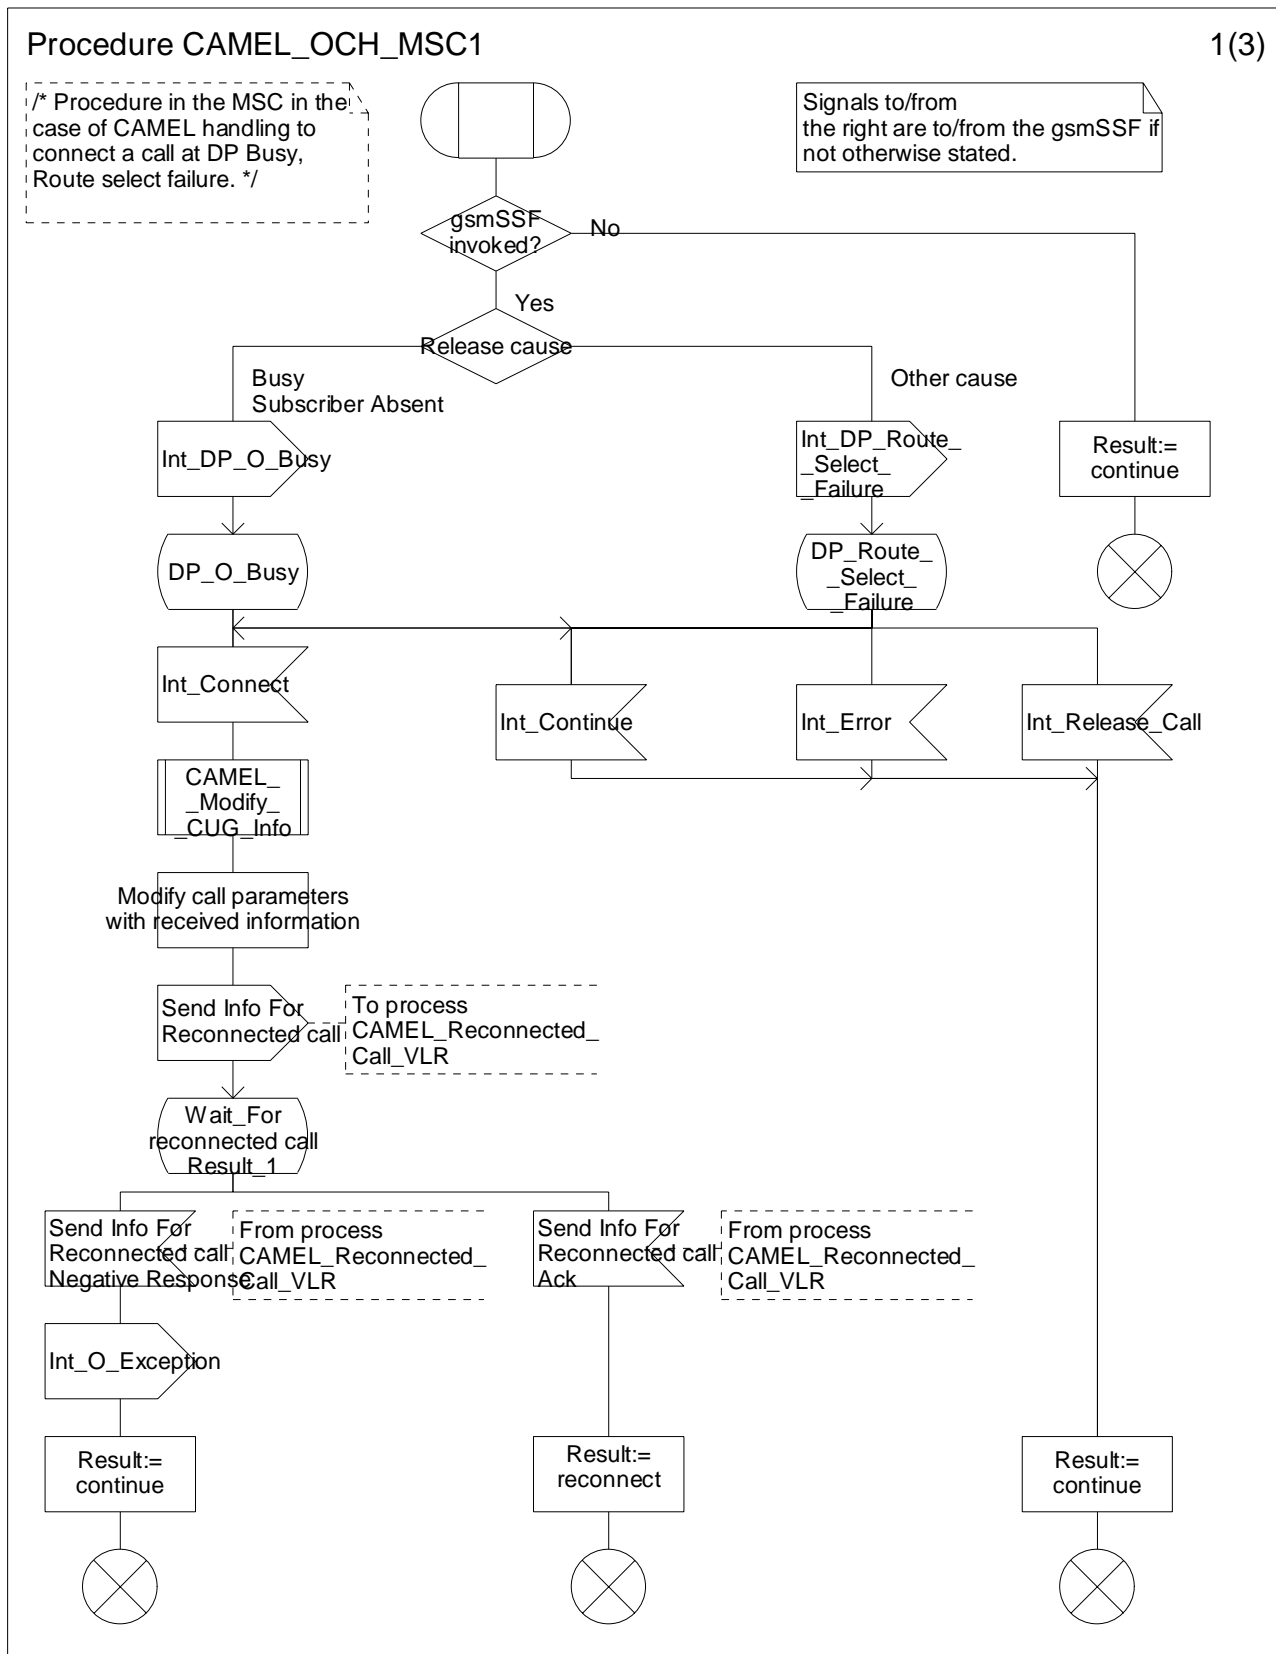 Procedure CAMEL_OCH_MSC1
1(3)
/* Procedure in the MSC in the
case of CAMEL handling to
connect a call at DP Busy,
Route select failure. */
Signals to/from
the right are to/from the gsmSSF if
not otherwise stated.
gsmSSF
invoked?
No
Yes
Release cause
Busy
Subscriber Absent
Other cause
Int_DP_O_Busy
Int_DP_Route_
_Select_
_Failure
Result:=
continue
DP_O_Busy
DP_Route_
_Select_
_Failure
Int_Connect
Int_Continue
Int_Error
Int_Release_Call
CAMEL_
_Modify_
_CUG_Info
Modify call parameters
with received information
Send Info For
Reconnected call
To process
CAMEL_Reconnected_
Call_VLR
Wait_For
reconnected call
Result_1
Send Info For
Reconnected call
Negative Response
From process
CAMEL_Reconnected_
Call_VLR
Send Info For
Reconnected call
Ack
From process
CAMEL_Reconnected_
Call_VLR
Int_O_Exception
Result:=
continue
Result:=
reconnect
Result:=
continue